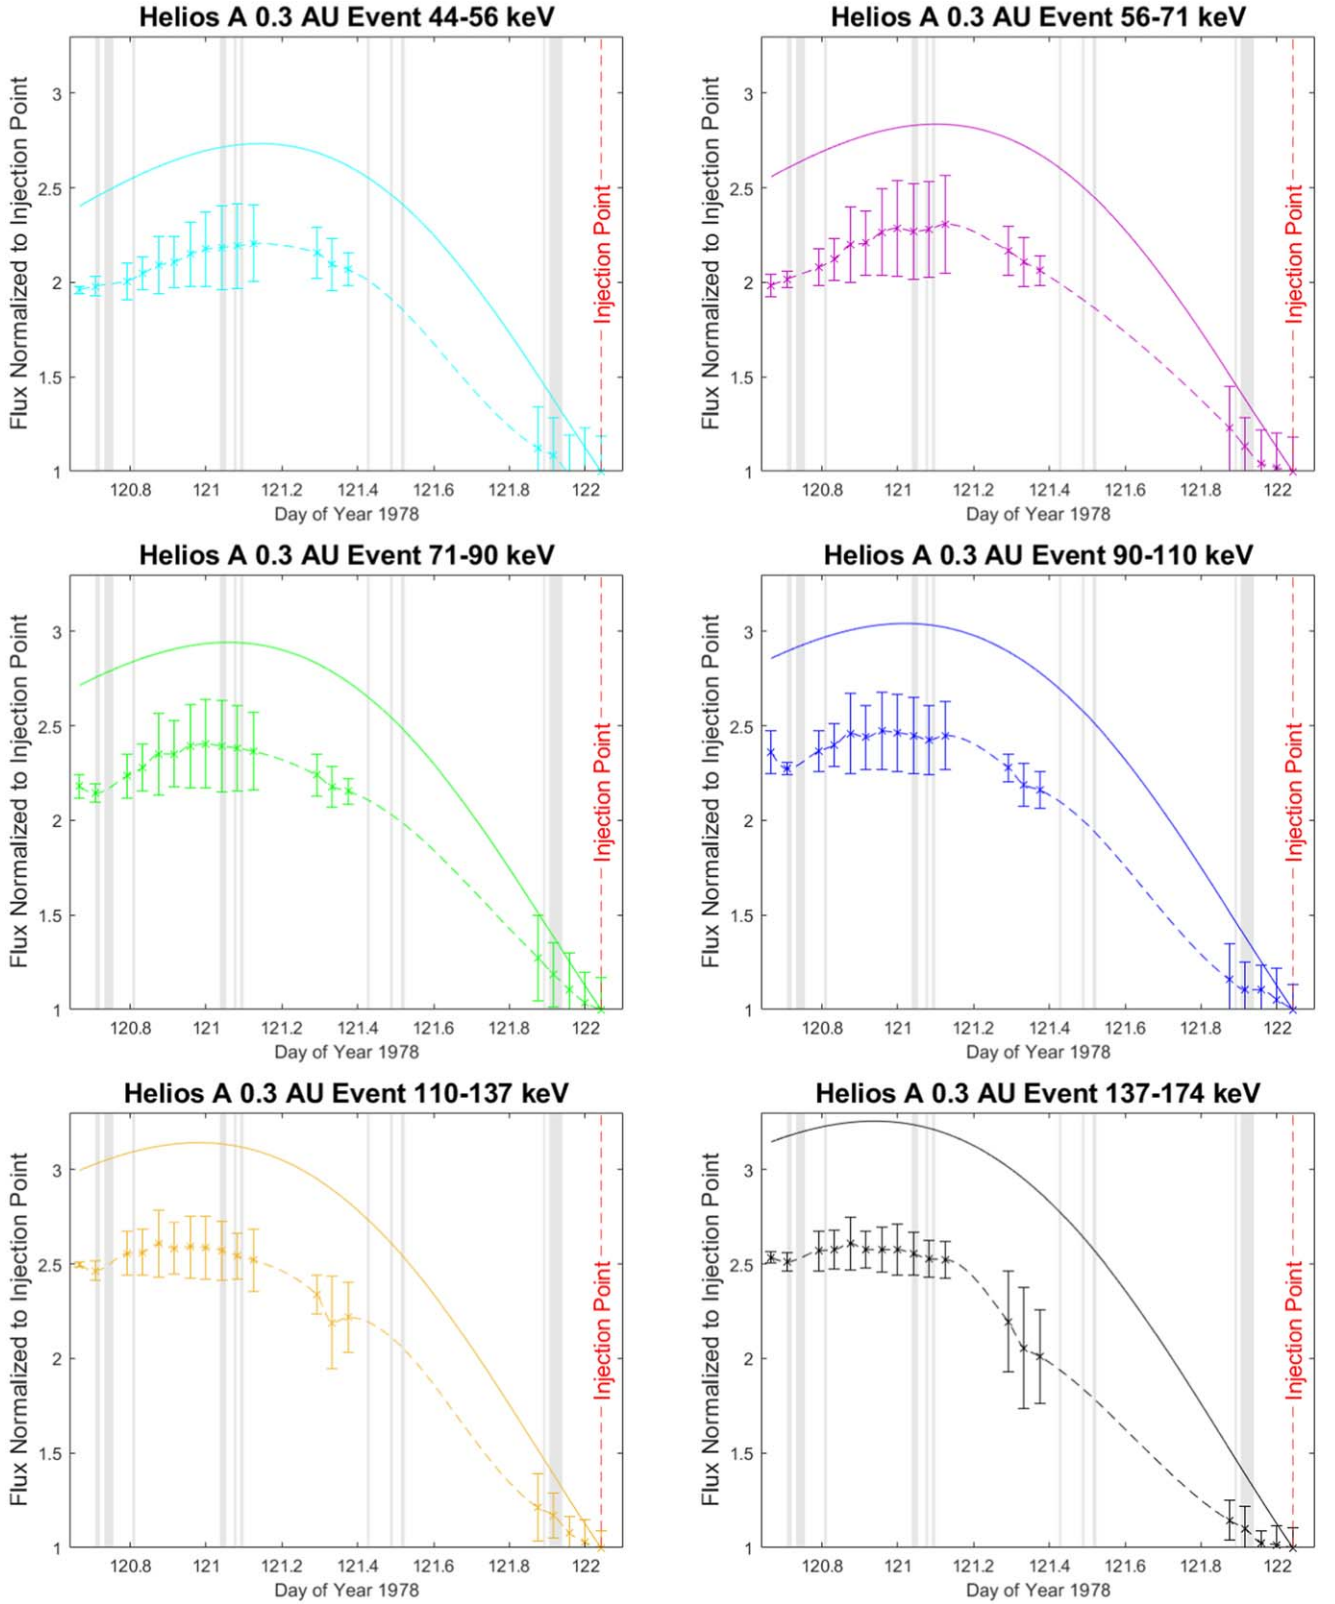 Helios A 0.3 AU Event 44-56 keV
Flux Normalized to Injection Point
3
2.5
2
1.5
1
Injection Point
120.8 121 121.2 121.4 121.6 121.8 122
Day of Year 1978
Helios A 0.3 AU Event 56-71 keV
Flux Normalized to Injection Point
3
2.5
2
1.5
1
Injection Point
120.8 121 121.2 121.4 121.6 121.8 122
Day of Year 1978
Helios A 0.3 AU Event 71-90 keV
Flux Normalized to Injection Point
3
2.5
2
1.5
1
Injection Point
120.8 121 121.2 121.4 121.6 121.8 122
Day of Year 1978
Helios A 0.3 AU Event 90-110 keV
Flux Normalized to Injection Point
3
2.5
2
1.5
1
Injection Point
120.8 121 121.2 121.4 121.6 121.8 122
Day of Year 1978
Helios A 0.3 AU Event 110-137 keV
Flux Normalized to Injection Point
3
2.5
2
1.5
1
Injection Point
120.8 121 121.2 121.4 121.6 121.8 122
Day of Year 1978
Helios A 0.3 AU Event 137-174 keV
Flux Normalized to Injection Point
3
2.5
2
1.5
1
Injection Point
120.8 121 121.2 121.4 121.6 121.8 122
Day of Year 1978